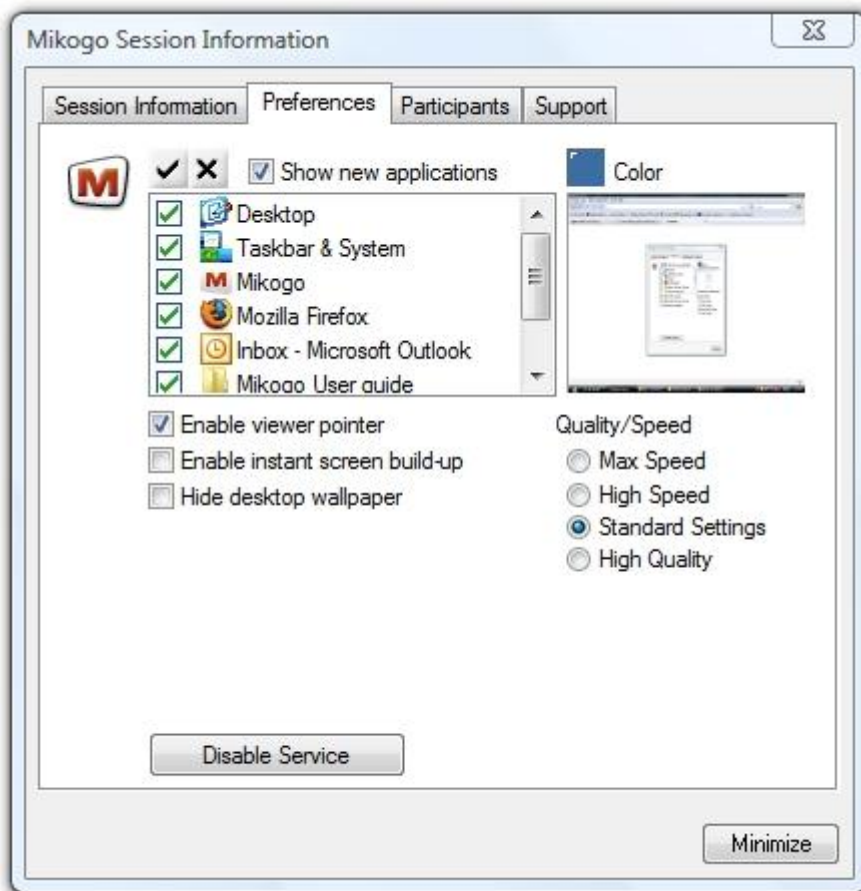 Mikogo Session Information
Session Information Preferences Participants Support
M Show new applications Color
Desktop
Taskbar & System
M Mikogo
Mozilla Firefox
Inbox - Microsoft Outlook
Mikogo User guide
Enable viewer pointer
Enable instant screen build-up
Hide desktop wallpaper
Quality/Speed
Max Speed
High Speed
Standard Settings
High Quality
Disable Service
Minimize